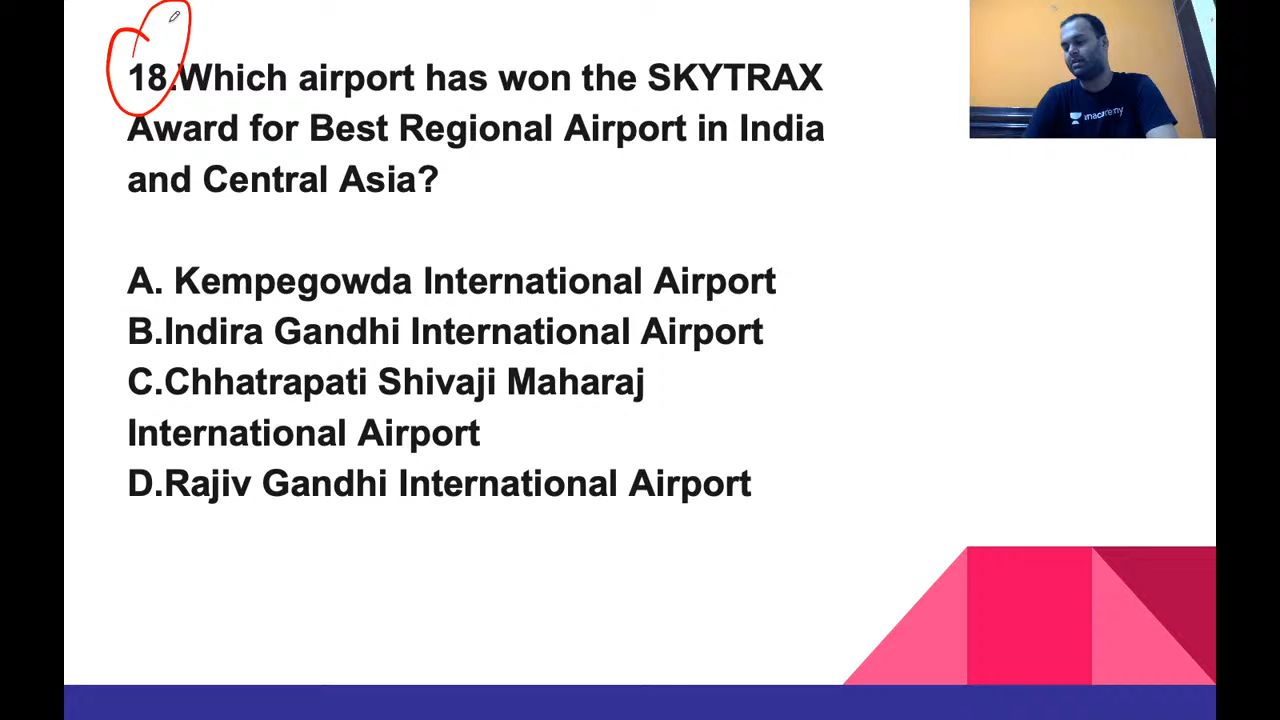 18.Which airport has won the SKYTRAX
Award for Best Regional Airport in India
and Central Asia?
A. Kempegowda International Airport
B.Indira Gandhi International Airport
C.Chhatrapati Shivaji Maharaj
International Airport
D.Rajiv Gandhi International Airport